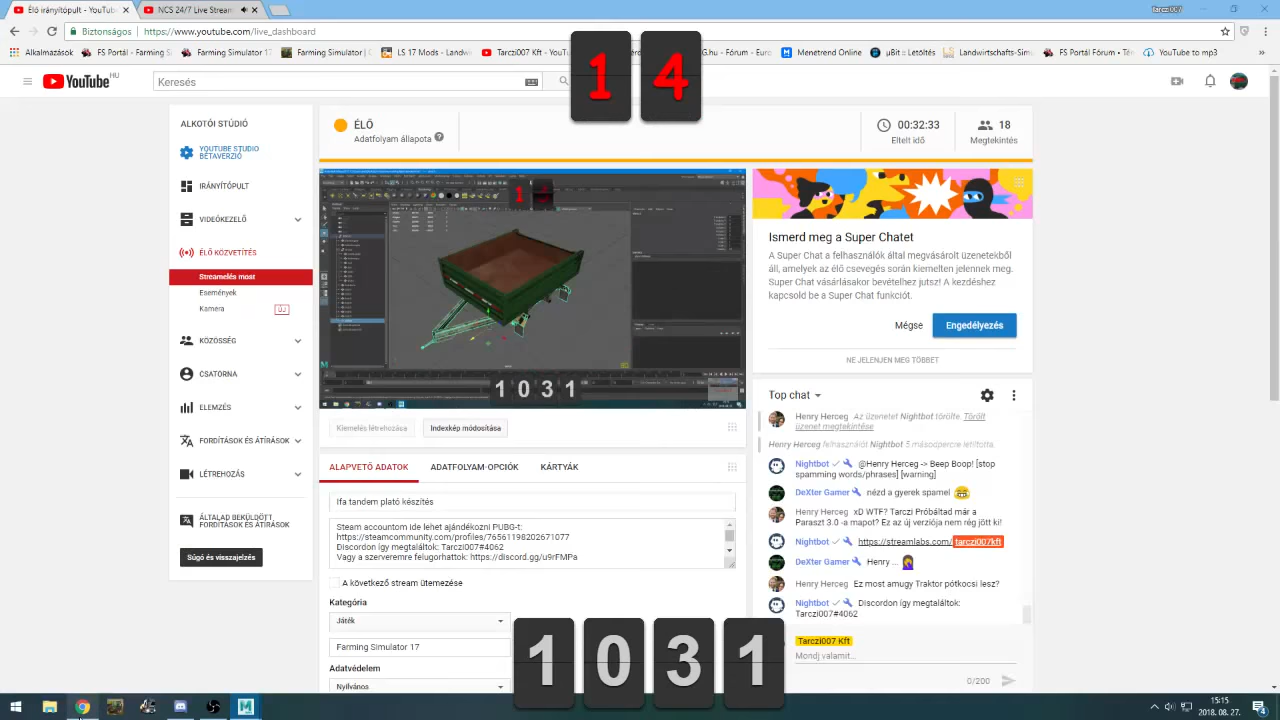 Élő irányítópult - YouTube
NCS 24/7 Live Stream
Tarczi007
Biztonságos
https://www.youtube.com/live_dashboard
Alkalmazások
FS Portál - Farming S
Farming Simulator 1
LS 17 Mods - Lawn
Tarczi007 Kft - YouTu
G.hu - Fórum - Euro
Menetrend Online
µBit :: Letöltés
Landwirtschafts Sim
FS Portál - Fórum
YouTube to mp3
YouTube HU
Keresés
1 4
ALKOTÓI STÚDIÓ
YOUTUBE STUDIO
BÉTAVERZIÓ
IRÁNYÍTÓPULT
VIDEÓKEZELŐ
ÉLŐ KÖZVETÍTÉS
Streamelés most
Események
Kamera
ÚJ
KÖZÖSSÉG
CSATORNA
ELEMZÉS
FORDÍTÁSOK ÉS ÁTÍRÁSOK
LÉTREHOZÁS
ÁLTALAD BEKÜLDÖTT
FORDÍTÁSOK ÉS ÁTÍRÁSOK
Súgó és visszajelzés
ÉLŐ
Adatfolyam állapota
00:32:33
Eltelt idő
18
Megtekintés
1
1 0 3 1
Kiemelés létrehozása
Indexkép módosítása
ALAPVETŐ ADATOK
ADATFOLYAM-OPCIÓK
KÁRTYÁK
Ifa tandem plató készítés
Steam accountom ide lehet ajándékozni PUBG-t:
https://steamcommunity.com/profiles/76561198202671077
Discordon így megtaláltok: Tarczi007#4062
Vagy a szerveremre felugorhattok: https://discord.gg/u9rFMPa
A következő stream ütemezése
Kategória
Játék
Farming Simulator 17
Adatvédelem
Nyilvános
Ismerd meg a Super Chatet
A Super Chat a felhasználók által megvásárolt üzenetekből
áll, amelyek az élő csevegés során kiemelten jelennek meg.
Super Chat vásárlásakor bevételhez jutsz! A kezdéshez
kapcsold be a Super Chat funkciót.
Mégse
Engedélyezés
NE JELENJEN MEG TÖBBET
Top chat
Henry Herceg Az üzenetet Nightbot törölte. Törölt
üzenet megtekintése
Henry Herceg felhasználót Nightbot 5 másodpercre letiltotta.
Nightbot @Henry Herceg -> Beep Boop! [stop
spamming words/phrases] [warning]
DeXter Gamer nézd a gyerek spamel
Henry Herceg xD WTF? Tarczi Próbáltad már a
Paraszt 3.0 -a mapot? Ez az új verziója nem rég jött ki!
Nightbot https://streamlabs.com/tarczi007kft
DeXter Gamer Henry ...
Henry Herceg Ez most amugy Traktor pótkocsi lesz?
Nightbot Discordon így megtaláltok:
Tarczi007#4062
Tarczi007 Kft
Mondj valamit...
0/200
1 0 3 1
15:15
2018. 08. 27.
4